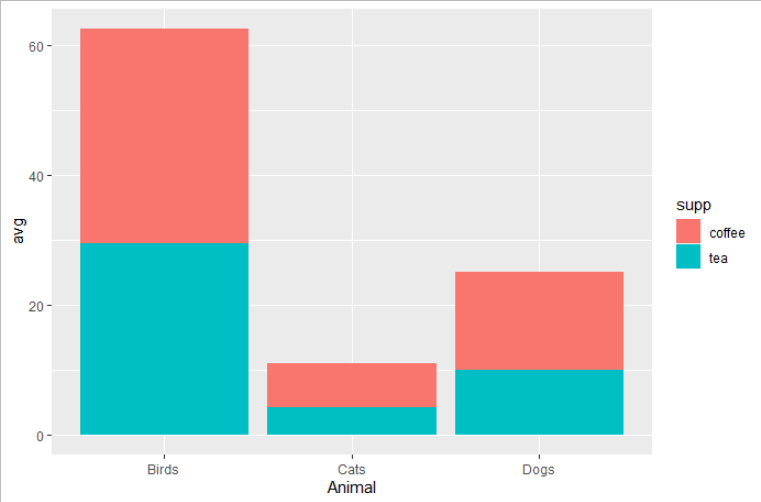 60
40
20
0
avg
Birds Cats Dogs
Animal
supp
coffee
tea